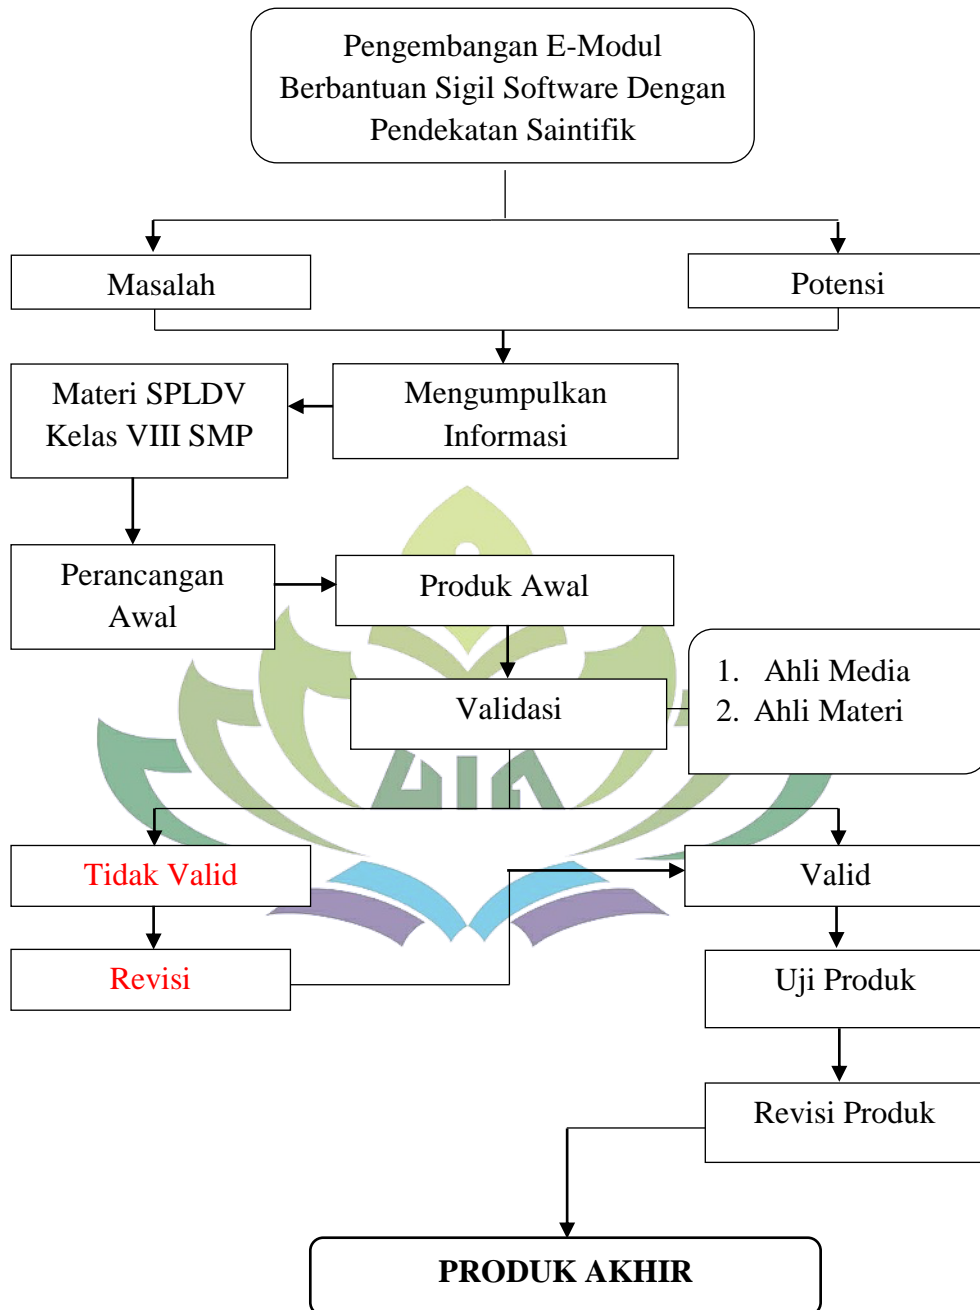 Pengembangan E-Modul
Berbantuan Sigil Software Dengan
Pendekatan Saintifik
Masalah
Potensi
Materi SPLDV
Kelas VIII SMP
Mengumpulkan
Informasi
Perancangan
Awal
Produk Awal
Validasi
1. Ahli Media
2. Ahli Materi
Tidak Valid
Valid
Revisi
Uji Produk
Revisi Produk
PRODUK AKHIR